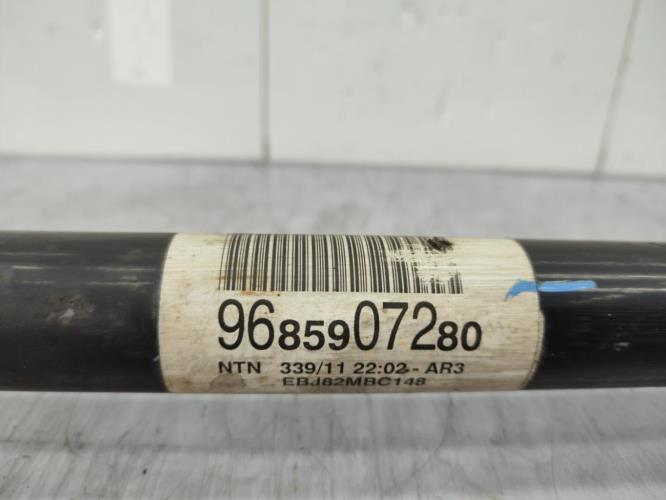 9685907280
NTN 339/11 22:02 - AR3
EBJ82MBC148